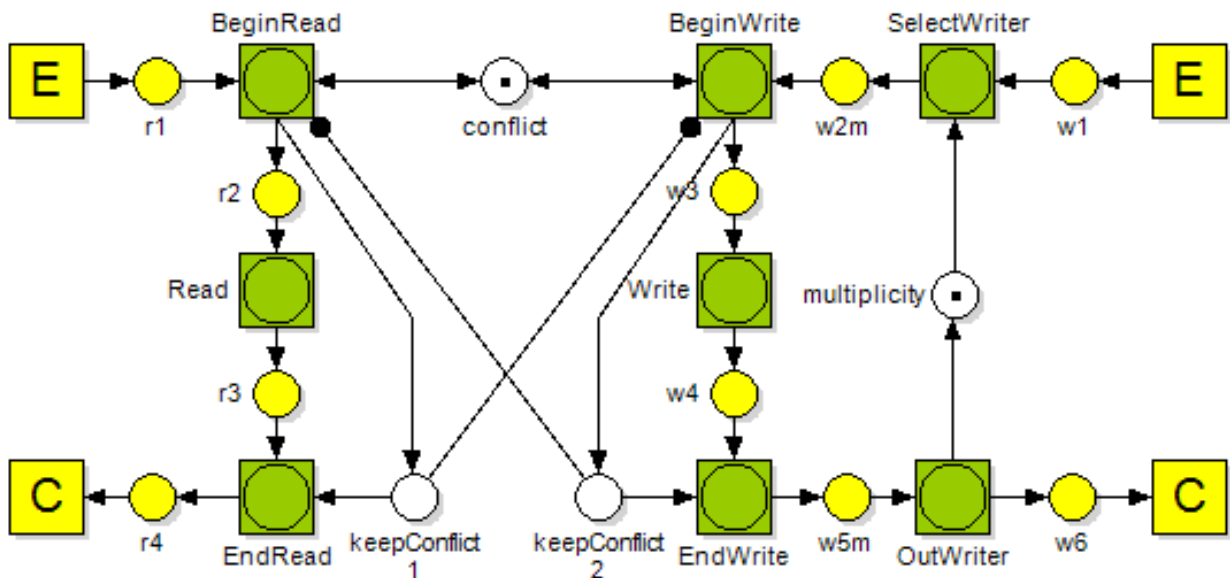 BeginRead
BeginWrite
SelectWriter
E
E
r1
conflict
w2m
w1
r2
w3
Read
Write
multiplicity
r3
w4
C
C
r4
EndRead
keepConflict
1
keepConflict
2
EndWrite
w5m
OutWriter
w6